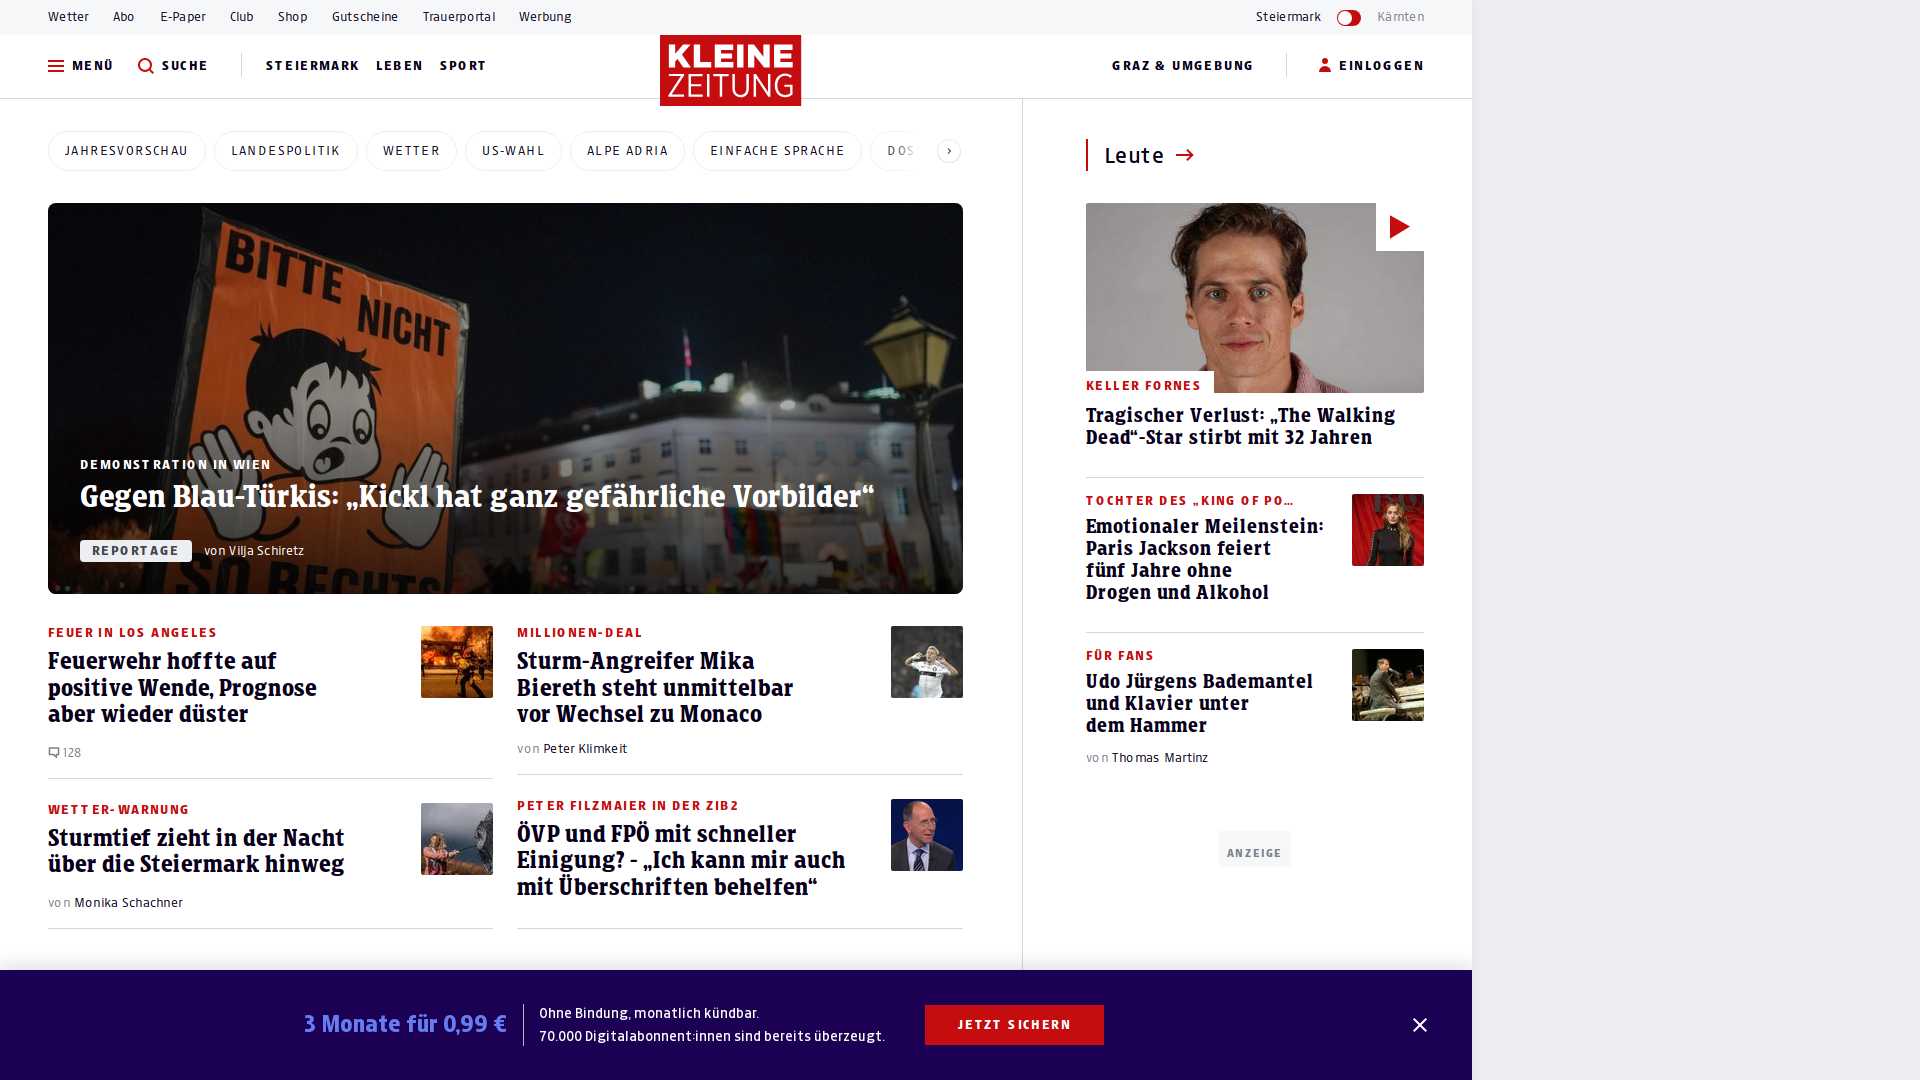 Wetter Abo E-Paper Club Shop Gutscheine Trauerportal Werbung Steiermark Kärnten
MENÜ SUCHE STEIERMARK LEBEN SPORT
KLEINE
ZEITUNG
GRAZ & UMGEBUNG EINLOGGEN
JAHRESVORSCHAU LANDESPOLITIK WETTER US-WAHL ALPE ADRIA EINFACHE SPRACHE DOS
BITTE NICHT
SO RECHTS
DEMONSTRATION IN WIEN
Gegen Blau-Türkis: „Kickl hat ganz gefährliche Vorbilder“
REPORTAGE von Vilja Schiretz
FEUER IN LOS ANGELES
Feuerwehr hoffte auf
positive Wende, Prognose
aber wieder düster
128
MILLIONEN-DEAL
Sturm-Angreifer Mika
Biereth steht unmittelbar
vor Wechsel zu Monaco
von Peter Klimkeit
WETTER-WARNUNG
Sturmtief zieht in der Nacht
über die Steiermark hinweg
von Monika Schachner
PETER FILZMAIER IN DER ZIB2
ÖVP und FPÖ mit schneller
Einigung? - „Ich kann mir auch
mit Überschriften behelfen“
Leute
KELLER FORNES
Tragischer Verlust: „The Walking
Dead“-Star stirbt mit 32 Jahren
TOCHTER DES „KING OF PO…
Emotionaler Meilenstein:
Paris Jackson feiert
fünf Jahre ohne
Drogen und Alkohol
FÜR FANS
Udo Jürgens Bademantel
und Klavier unter
dem Hammer
von Thomas Martinz
ANZEIGE
3 Monate für 0,99 €
Ohne Bindung, monatlich kündbar.
70.000 Digitalabonnent:innen sind bereits überzeugt.
JETZT SICHERN